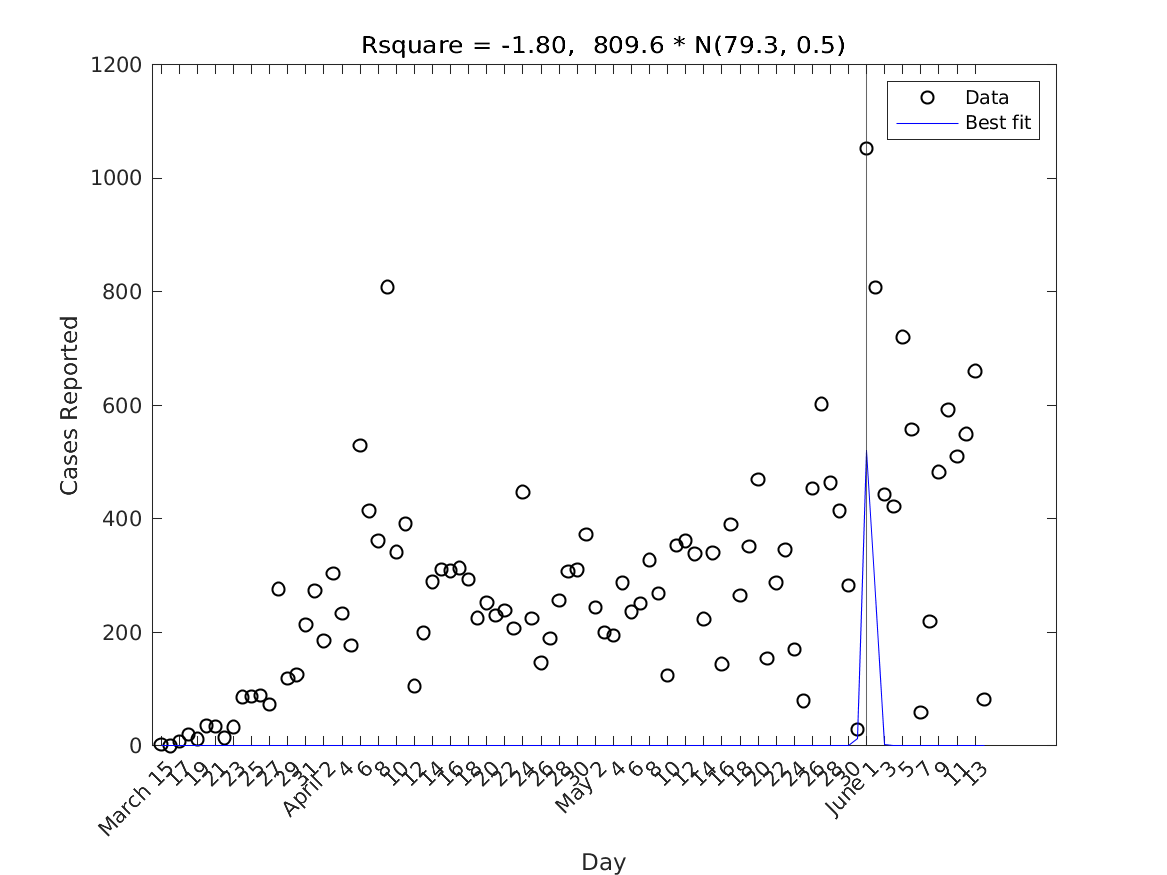 Rsquare = -1.80,  809.6 * N(79.3, 0.5)
1200
1000
800
600
400
200
0
Cases Reported
Data
Best fit
March 15 17 19 21 23 25 27 29 31 April 2 4 6 8 10 12 14 16 18 20 22 24 26 28 30 May 2 4 6 8 10 12 14 16 18 20 22 24 26 28 30 June 1 3 5 7 9 11 13
Day